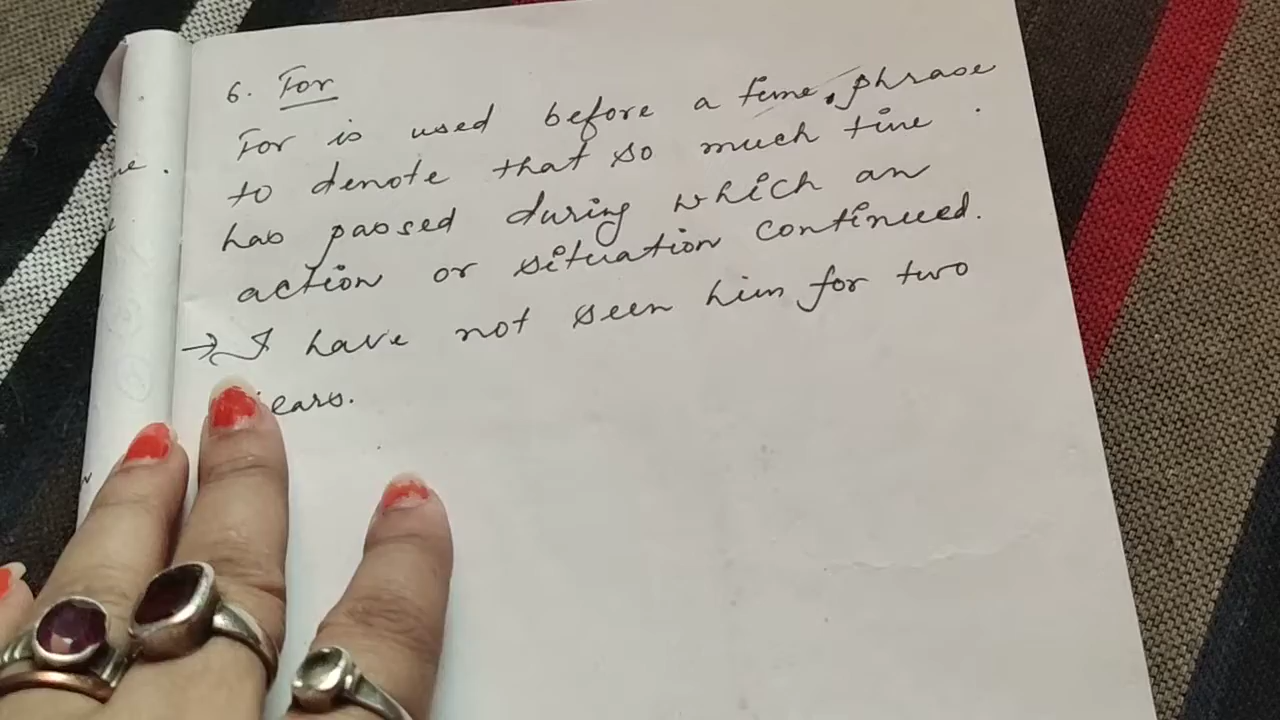 6. For
For is used before a time phrase
to denote that so much time
has passed during which an
action or situation continued.
→ I have not seen him for two
years.